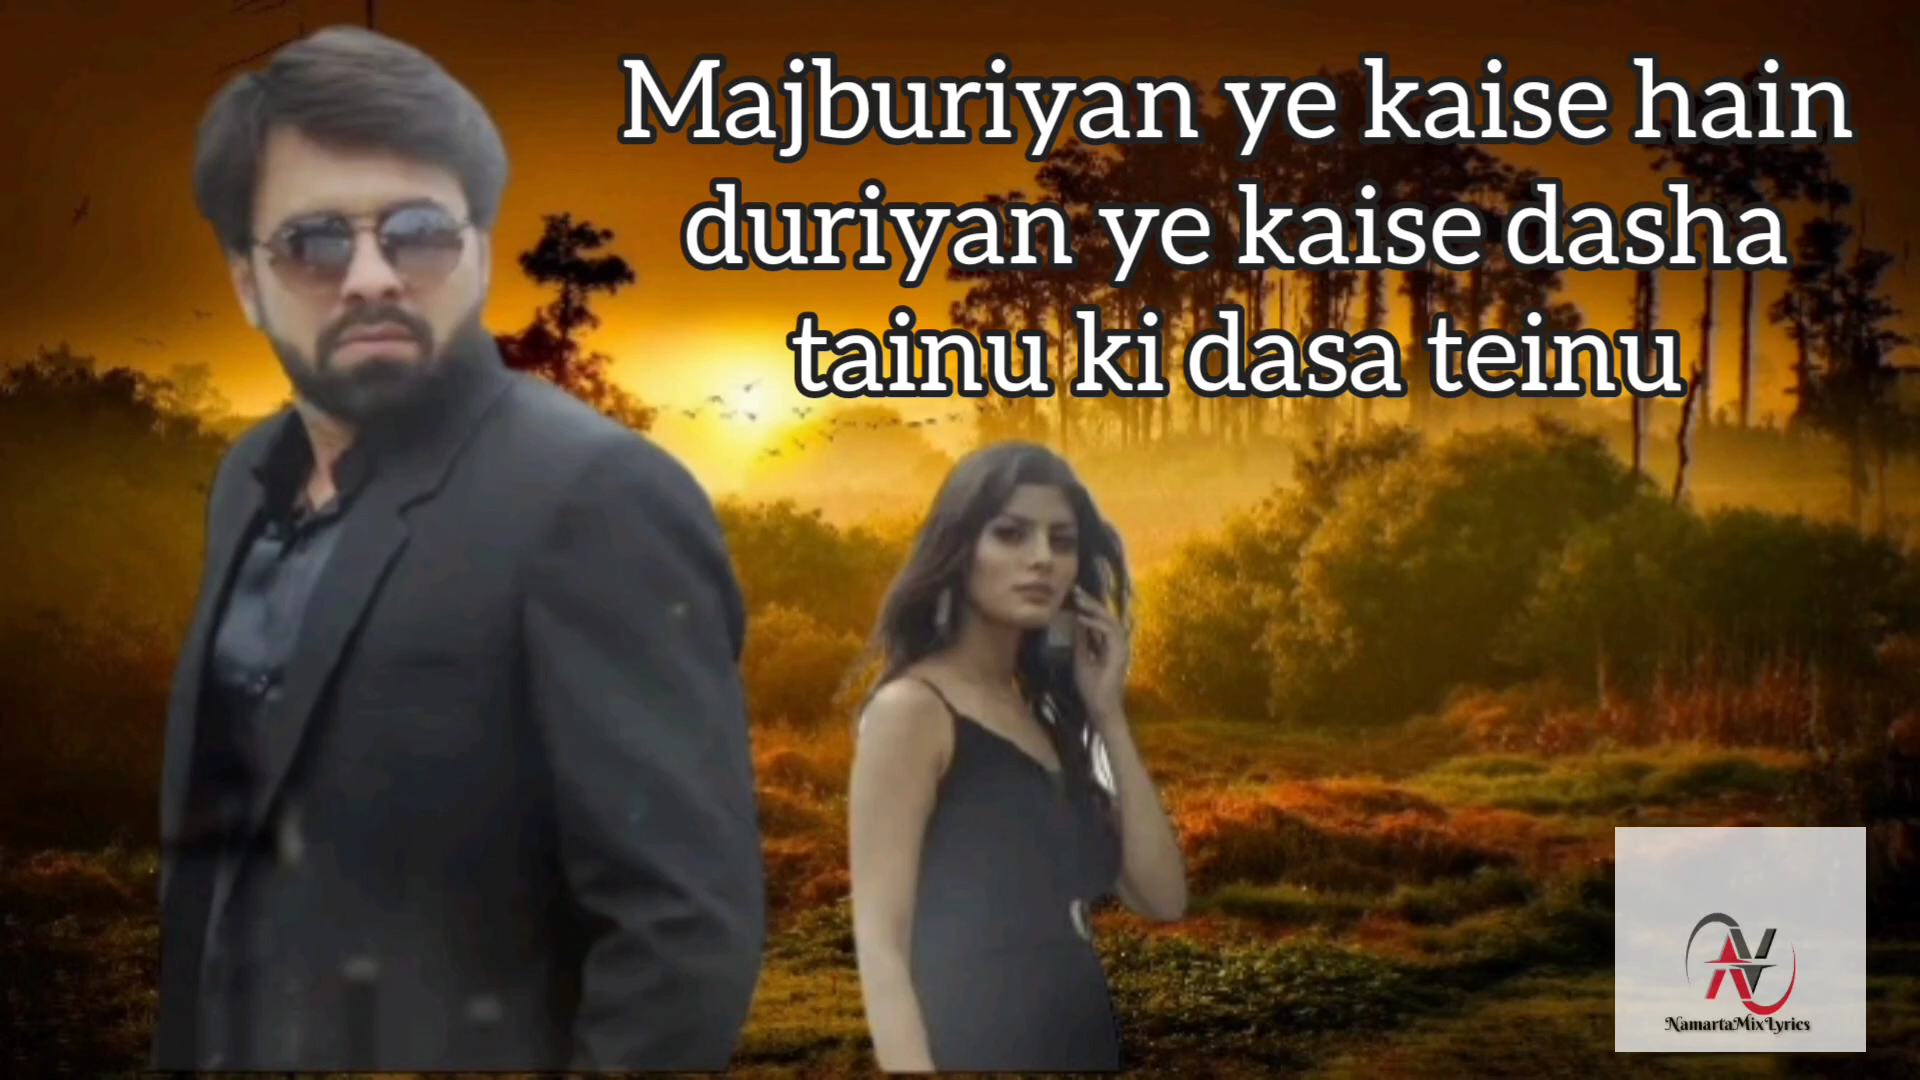 Majburiyan ye kaise hain
duriyan ye kaise dasha
tainu ki dasa teinu
NamartaMixLyrics